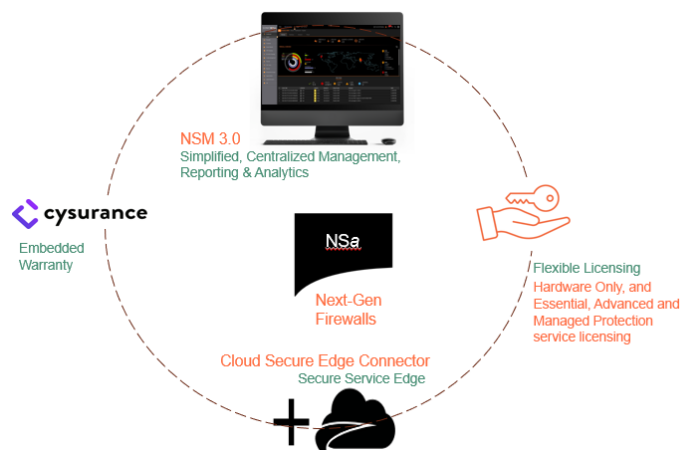 NSM 3.0
Simplified, Centralized Management,
Reporting & Analytics
cysurance
Embedded
Warranty
NSa
Next-Gen
Firewalls
Flexible Licensing
Hardware Only, and
Essential, Advanced and
Managed Protection
service licensing
Cloud Secure Edge Connector
Secure Service Edge